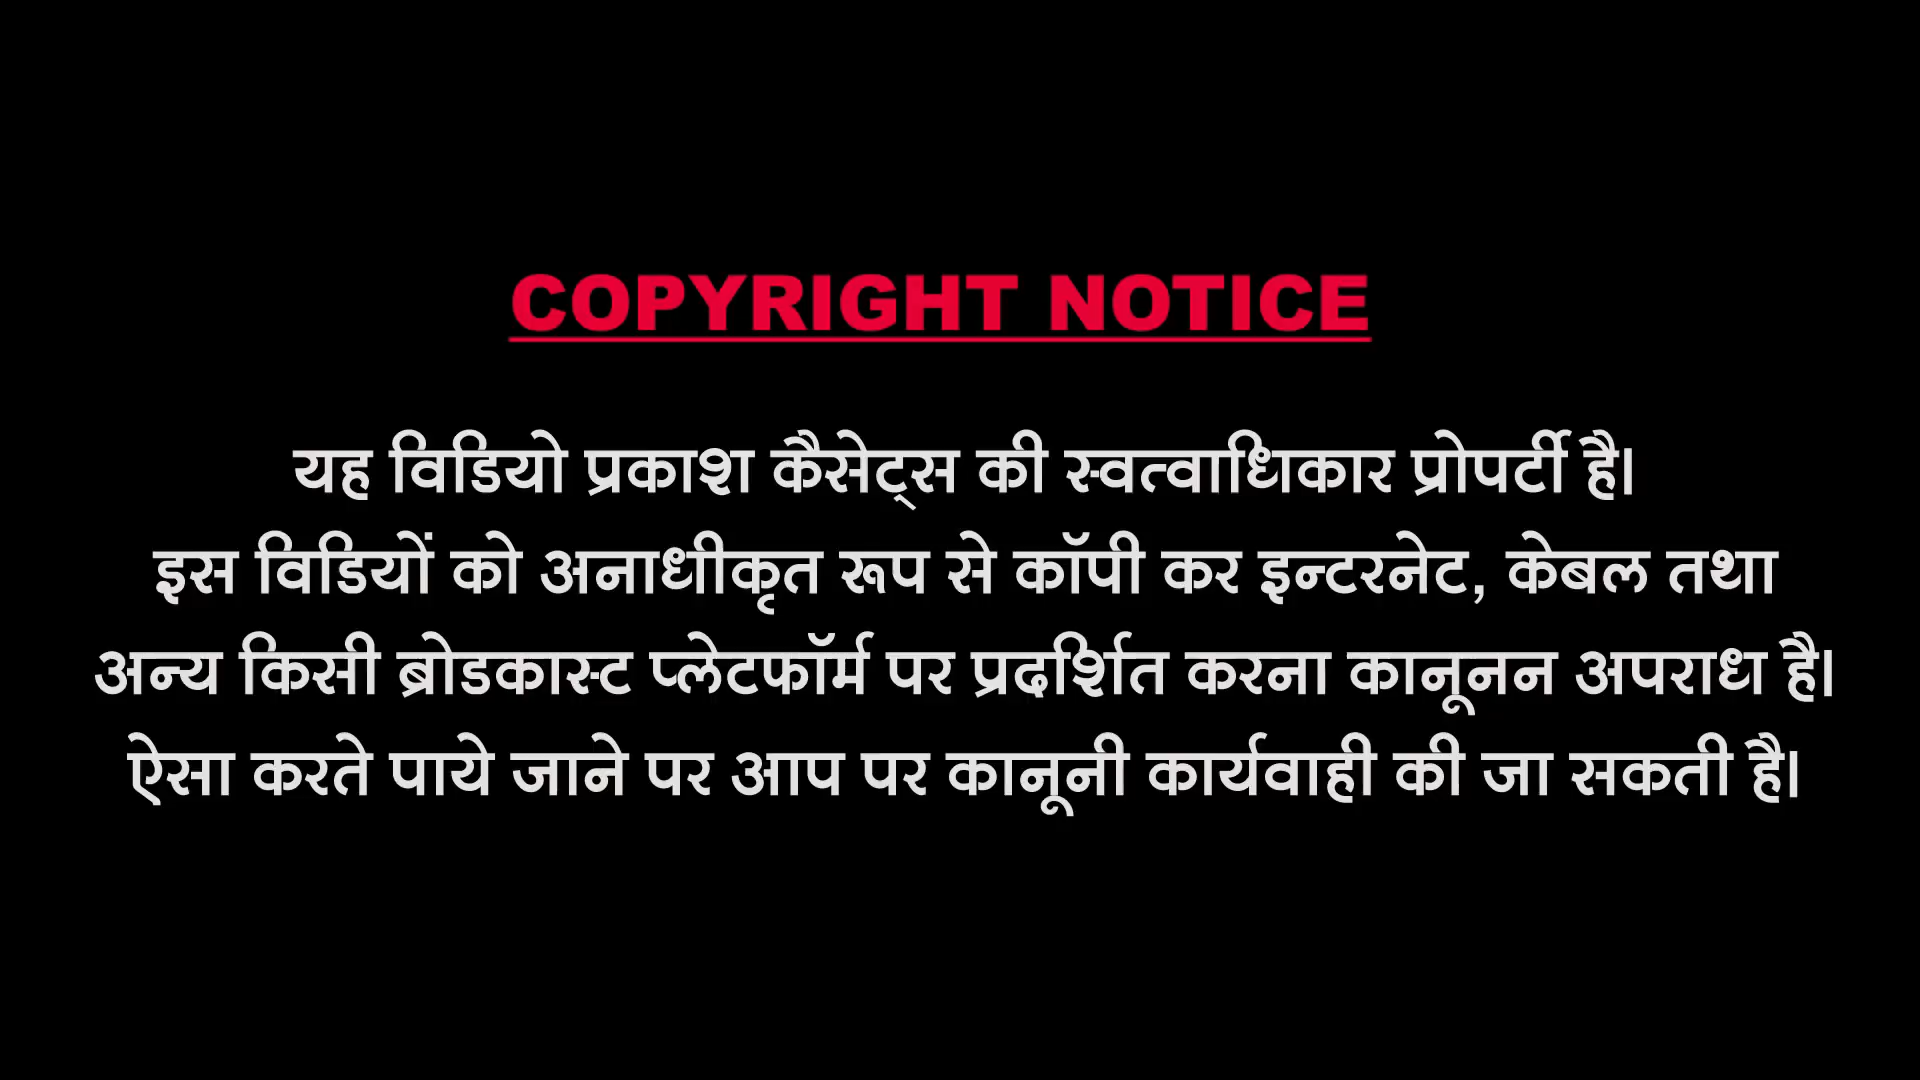 COPYRIGHT NOTICE
यह विडियो प्रकाश कैसेट्स की स्वत्वाधिकार प्रोपर्टी है।
इस विडियों को अनाधीकृत रूप से कॉपी कर इन्टरनेट, केबल तथा
अन्य किसी ब्रोडकास्ट प्लेटफॉर्म पर प्रदर्शित करना कानूनन अपराध है।
ऐसा करते पाये जाने पर आप पर कानूनी कार्यवाही की जा सकती है।